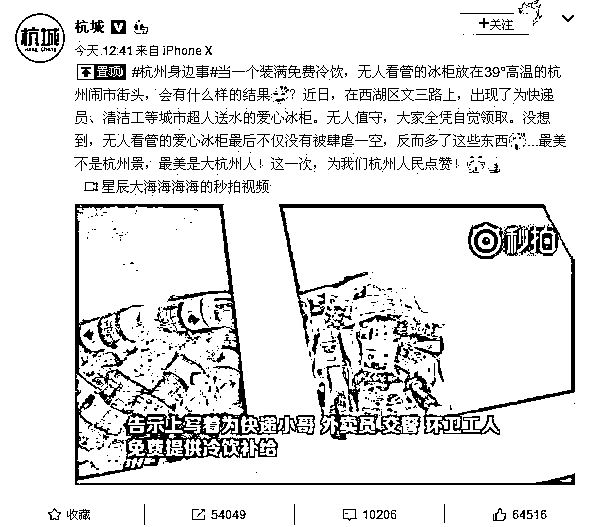 杭城
Hang Cheng
杭城 V
+关注
今天 12:41 来自 iPhone X
置顶 #杭州身边事#当一个装满免费冷饮，无人看管的冰柜放在39°高温的杭
州闹市街头，会有什么样的结果？近日，在西湖区文三路上，出现了为快递
员、清洁工等城市超人送水的爱心冰柜。无人值守，大家全凭自觉领取。没想
到，无人看管的爱心冰柜最后不仅没有被肆虐一空，反而多了这些东西...最美
不是杭州景，最美是大杭州人！这一次，为我们杭州人民点赞！
星辰大海海海海的秒拍视频
秒拍
告示上写着为快递小哥 外卖员 交警 环卫工人
免费提供冷饮补给
收藏
54049
10206
64516